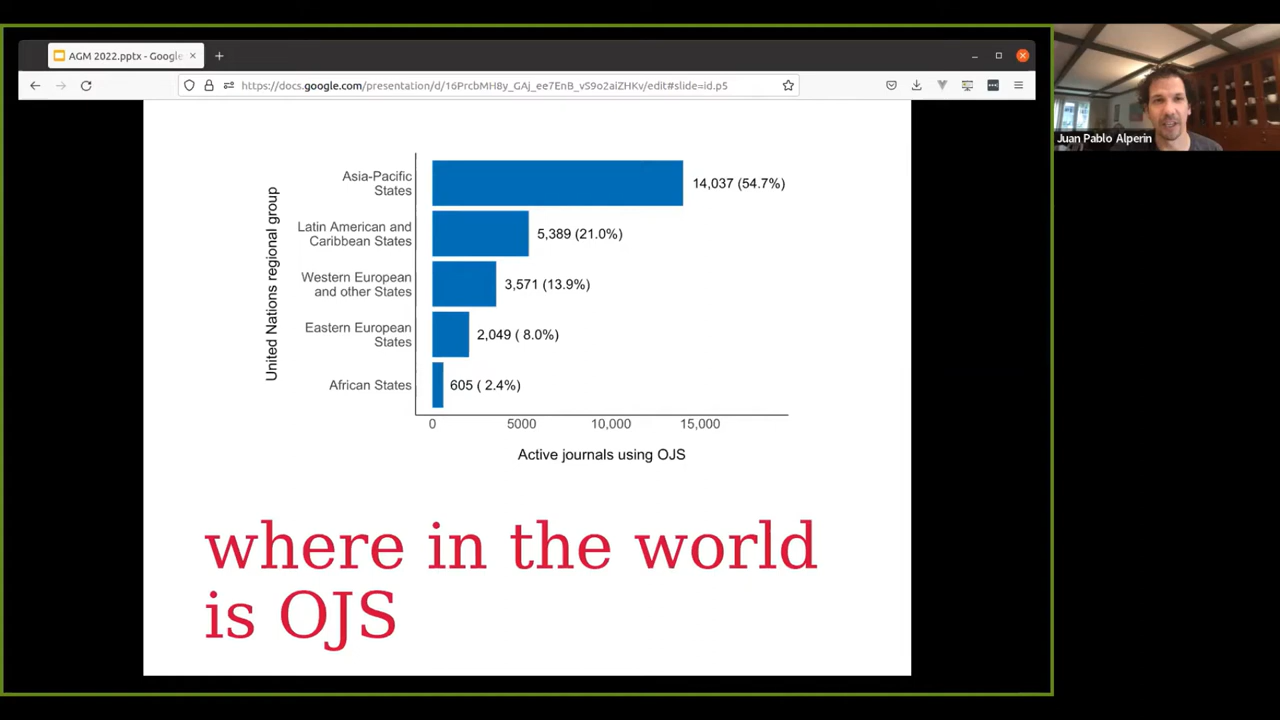 AGM 2022.pptx - Google
https://docs.google.com/presentation/d/16PrcbMH8y_GAj_ee7EnB_vS9o2aiZHKv/edit#slide=id.p5
Juan Pablo Alperin
United Nations regional group
Asia-Pacific
States
14,037 (54.7%)
Latin American and
Caribbean States
5,389 (21.0%)
Western European
and other States
3,571 (13.9%)
Eastern European
States
2,049 ( 8.0%)
African States
605 ( 2.4%)
0 5000 10,000 15,000
Active journals using OJS
where in the world
is OJS